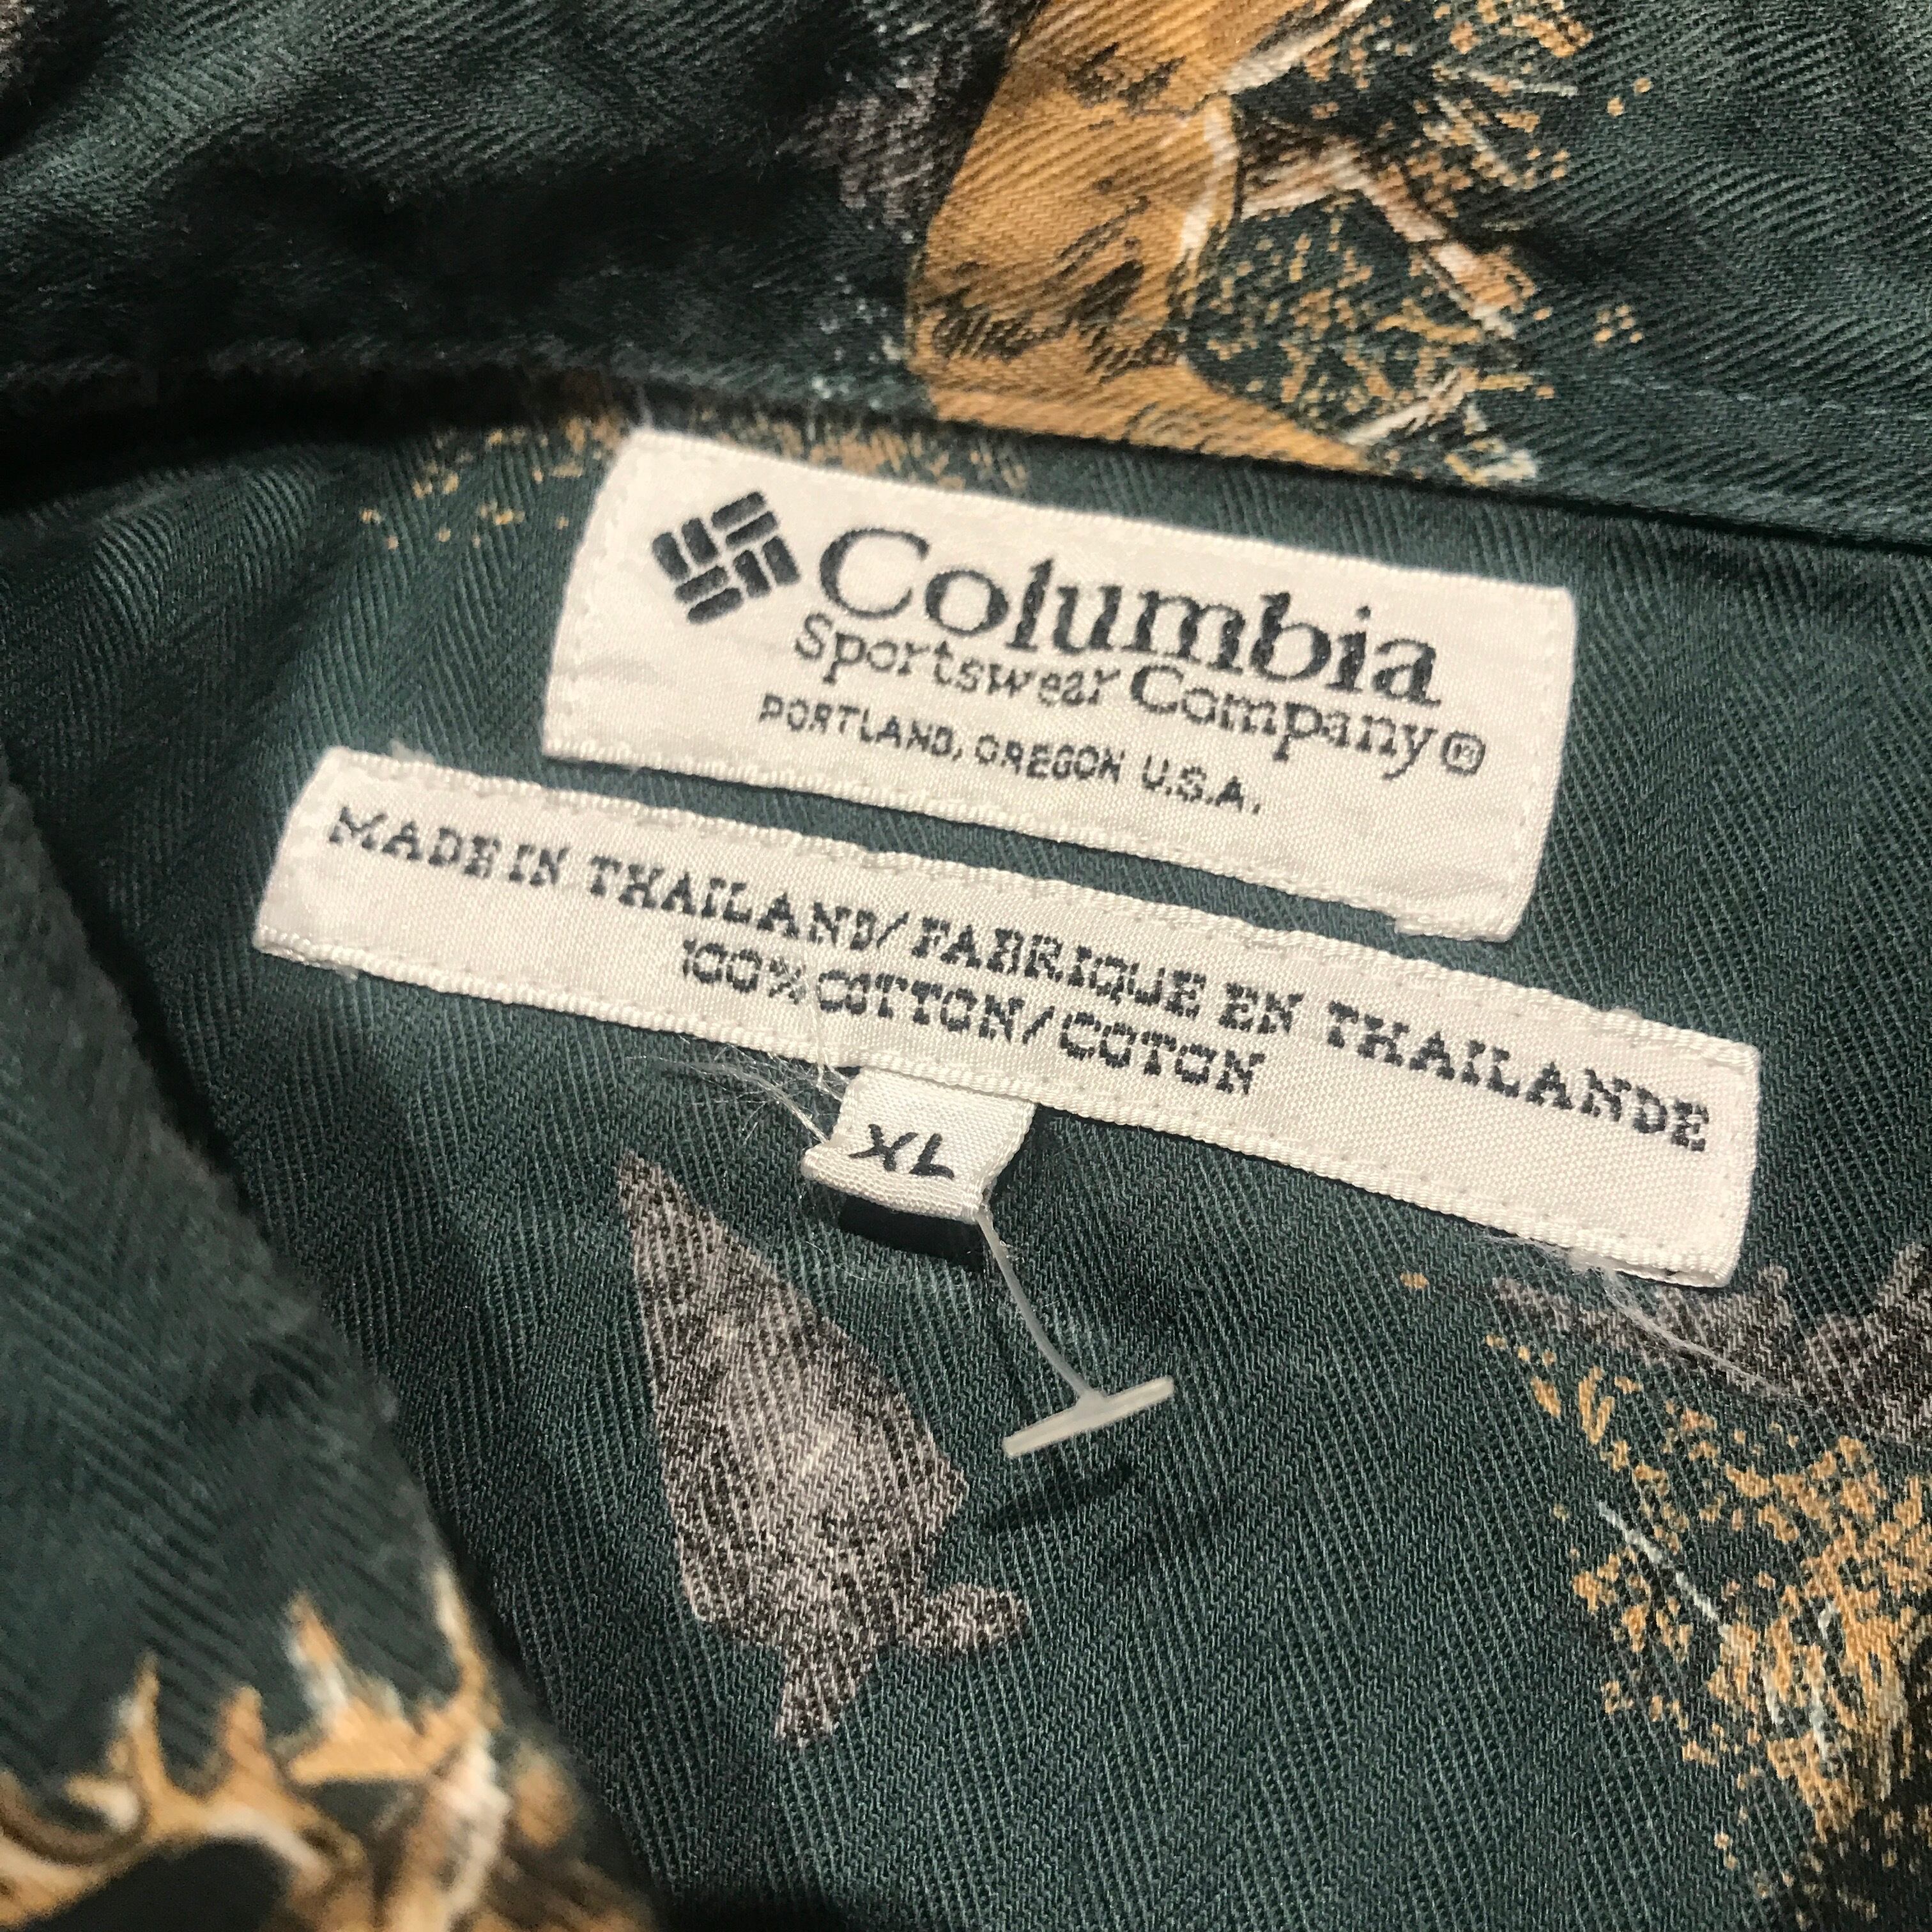 Columbia
Sportswear Company®
PORTLAND, OREGON U.S.A.
MADE IN THAILAND/FABRIQUE EN THAILANDE
100% COTTON/COTON
XL